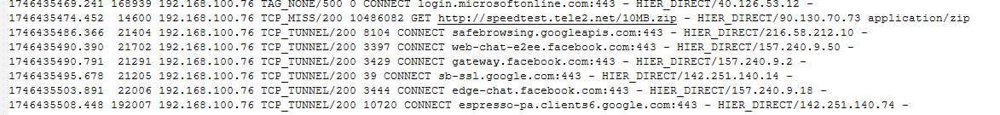 1746435469.241 168939 192.168.100.76 TAG_NONE/500 0 CONNECT login.microsoftonline.com:443 - HIER_DIRECT/40.126.53.12 -
1746435474.452 14600 192.168.100.76 TCP_MISS/200 10486082 GET http://speedtest.tele2.net/10MB.zip - HIER_DIRECT/90.130.70.73 application/zip
1746435486.366 21404 192.168.100.76 TCP_TUNNEL/200 8104 CONNECT safebrowsing.googleapis.com:443 - HIER_DIRECT/216.58.212.10 -
1746435490.390 21702 192.168.100.76 TCP_TUNNEL/200 3397 CONNECT web-chat-e2ee.facebook.com:443 - HIER_DIRECT/157.240.9.50 -
1746435490.791 21291 192.168.100.76 TCP_TUNNEL/200 3429 CONNECT gateway.facebook.com:443 - HIER_DIRECT/157.240.9.2 -
1746435495.678 21205 192.168.100.76 TCP_TUNNEL/200 39 CONNECT sb-ssl.google.com:443 - HIER_DIRECT/142.251.140.14 -
1746435503.891 22006 192.168.100.76 TCP_TUNNEL/200 3444 CONNECT edge-chat.facebook.com:443 - HIER_DIRECT/157.240.9.18 -
1746435508.448 192007 192.168.100.76 TCP_TUNNEL/200 10720 CONNECT espresso-pa.clients6.google.com:443 - HIER_DIRECT/142.251.140.74 -